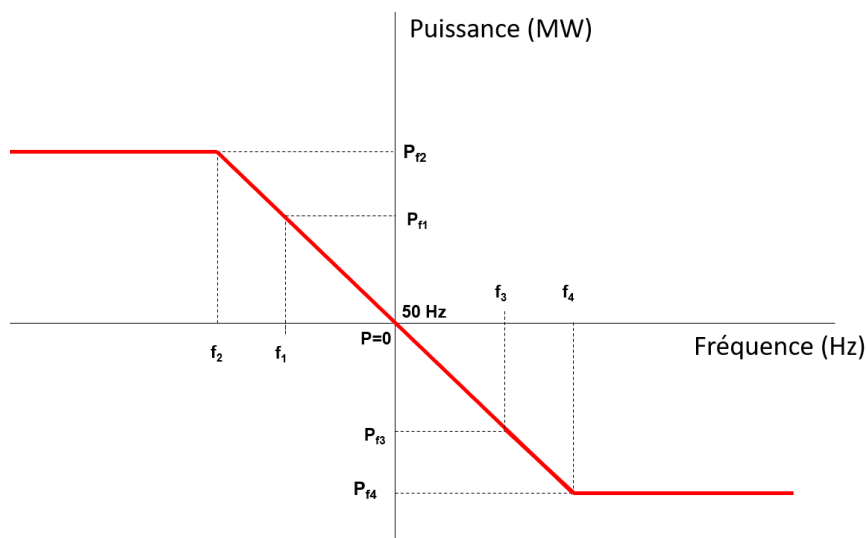 Puissance (MW)
Pf2
Pf1
f3
f4
50 Hz
P=0
f2
f1
Fréquence (Hz)
Pf3
Pf4